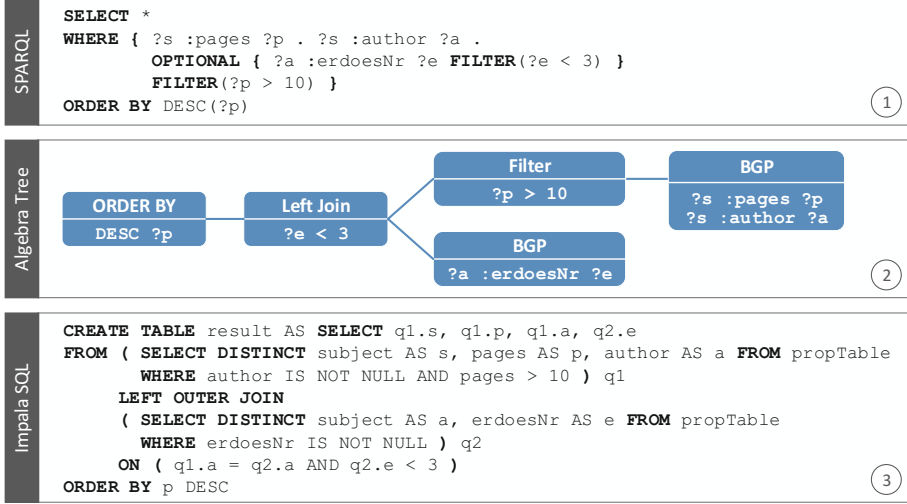 SPARQL
SELECT *
WHERE { ?s :pages ?p . ?s :author ?a .
OPTIONAL { ?a :erdoesNr ?e FILTER(?e < 3) }
FILTER(?p > 10) }
ORDER BY DESC(?p)
1
Algebra Tree
ORDER BY
DESC ?p
Left Join
?e < 3
Filter
?p > 10
BGP
?s :pages ?p
?s :author ?a
BGP
?a :erdoesNr ?e
2
Impala SQL
CREATE TABLE result AS SELECT q1.s, q1.p, q1.a, q2.e
FROM ( SELECT DISTINCT subject AS s, pages AS p, author AS a FROM propTable
WHERE author IS NOT NULL AND pages > 10 ) q1
LEFT OUTER JOIN
( SELECT DISTINCT subject AS a, erdoesNr AS e FROM propTable
WHERE erdoesNr IS NOT NULL ) q2
ON ( q1.a = q2.a AND q2.e < 3 )
ORDER BY p DESC
3